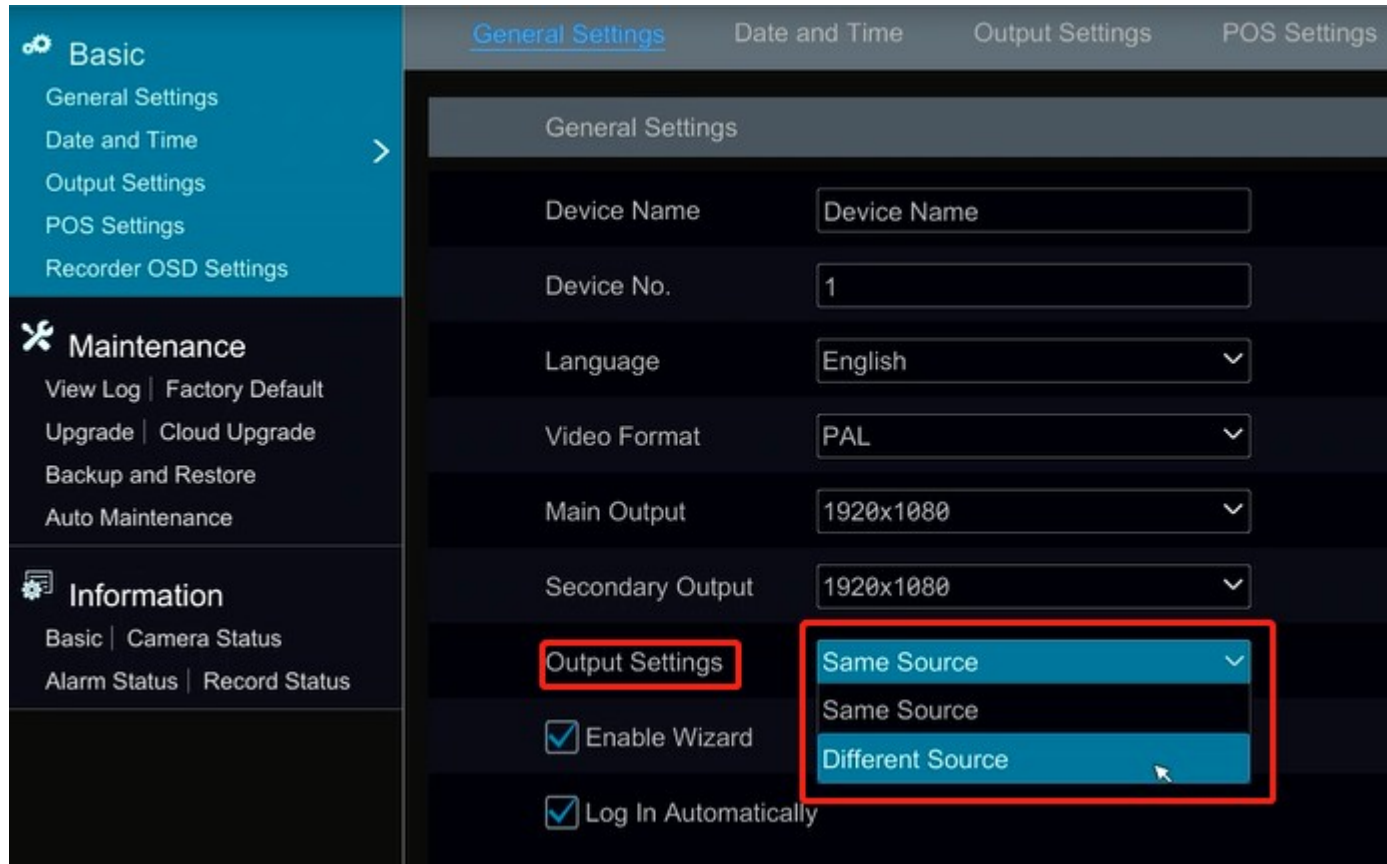 Basic
General Settings
Date and Time
Output Settings
POS Settings
Recorder OSD Settings
Maintenance
View Log | Factory Default
Upgrade | Cloud Upgrade
Backup and Restore
Auto Maintenance
Information
Basic | Camera Status
Alarm Status | Record Status
General Settings Date and Time Output Settings POS Settings
General Settings
Device Name Device Name
Device No. 1
Language English
Video Format PAL
Main Output 1920x1080
Secondary Output 1920x1080
Output Settings Same Source
Same Source
Different Source
Enable Wizard
Log In Automatically